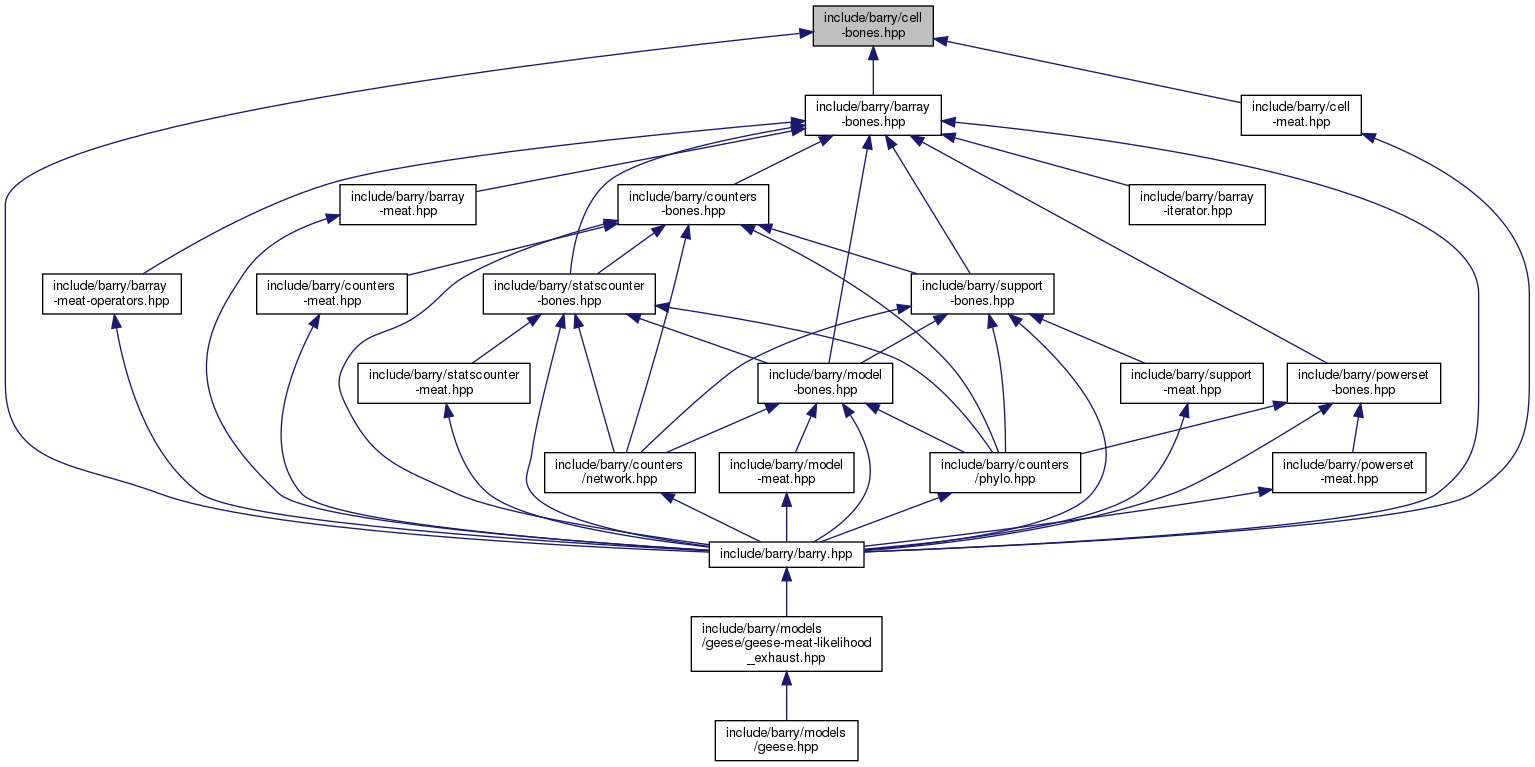 include/barry/cell
-bones.hpp
include/barry/barray
-bones.hpp
include/barry/cell
-meat.hpp
include/barry/barray
-meat.hpp
include/barry/counters
-bones.hpp
include/barry/barray
-iterator.hpp
include/barry/barray
-meat-operators.hpp
include/barry/counters
-meat.hpp
include/barry/statscounter
-bones.hpp
include/barry/support
-bones.hpp
include/barry/statscounter
-meat.hpp
include/barry/model
-bones.hpp
include/barry/support
-meat.hpp
include/barry/powerset
-bones.hpp
include/barry/counters
/network.hpp
include/barry/model
-meat.hpp
include/barry/counters
/phylo.hpp
include/barry/powerset
-meat.hpp
include/barry/barry.hpp
include/barry/models
/geese/geese-meat-likelihood
_exhaust.hpp
include/barry/models
/geese.hpp